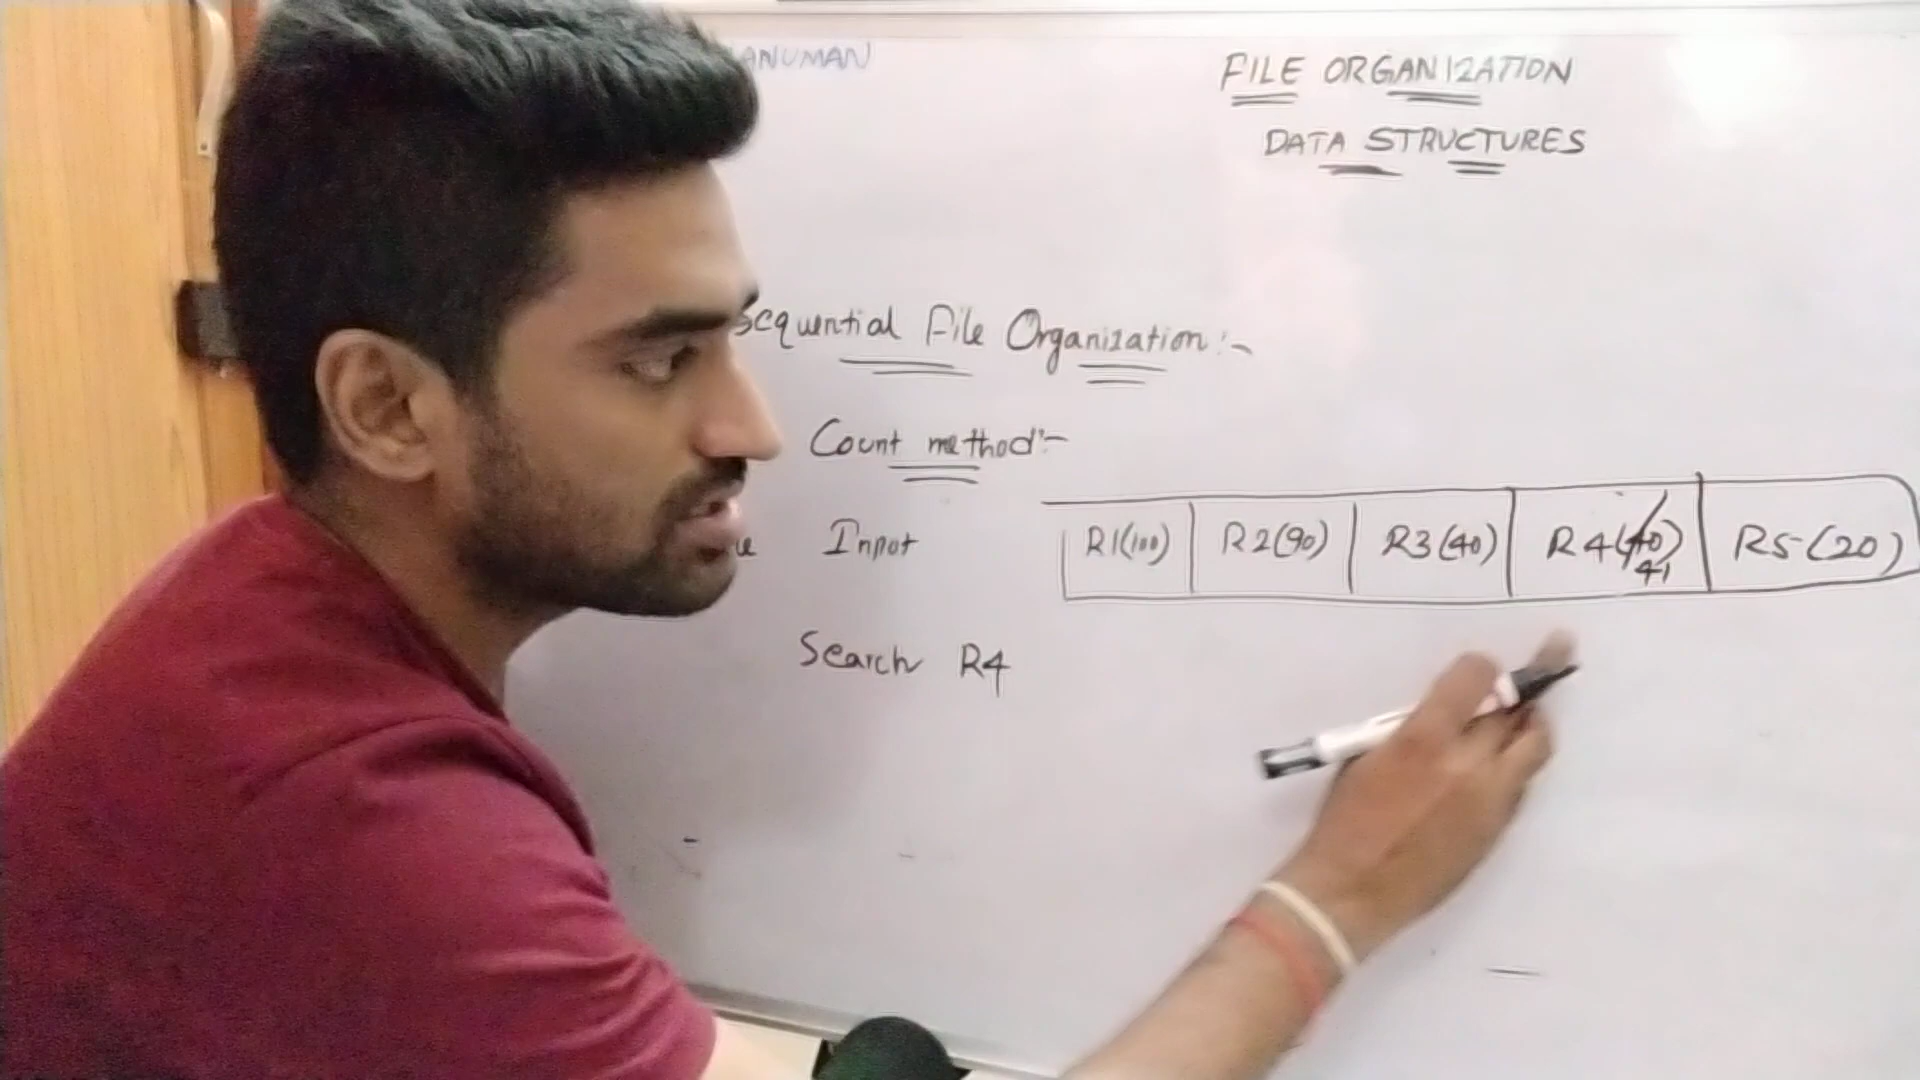 ANUMAN
FILE ORGANIZATION
DATA STRUCTURES
Sequential File Organization:-
Count method:-
Input R1(100) R2(90) R3(40) R4(40) R5(20)
41
Search R4